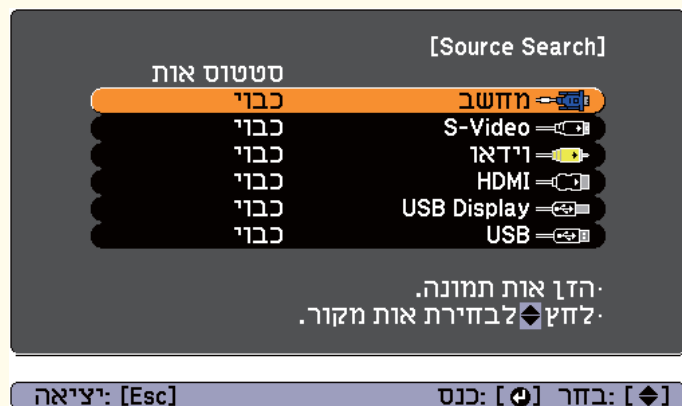 [Source Search]
סטטוס אות
מחשב כבוי
S-Video כבוי
וידאו כבוי
HDMI כבוי
USB Display כבוי
USB כבוי
·הזן אות תמונה.
·לחץ לבחירת אות מקור.
[ ] :בחר [ ] :כנס [Esc] :יציאה